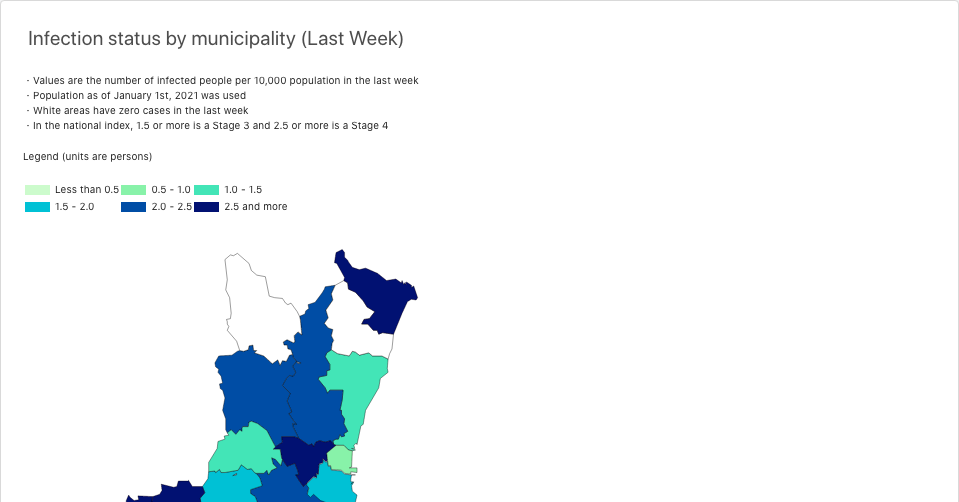 Infection status by municipality (Last Week)
· Values are the number of infected people per 10,000 population in the last week
· Population as of January 1st, 2021 was used
· White areas have zero cases in the last week
· In the national index, 1.5 or more is a Stage 3 and 2.5 or more is a Stage 4
Legend (units are persons)
Less than 0.5 0.5 - 1.0 1.0 - 1.5
1.5 - 2.0 2.0 - 2.5 2.5 and more